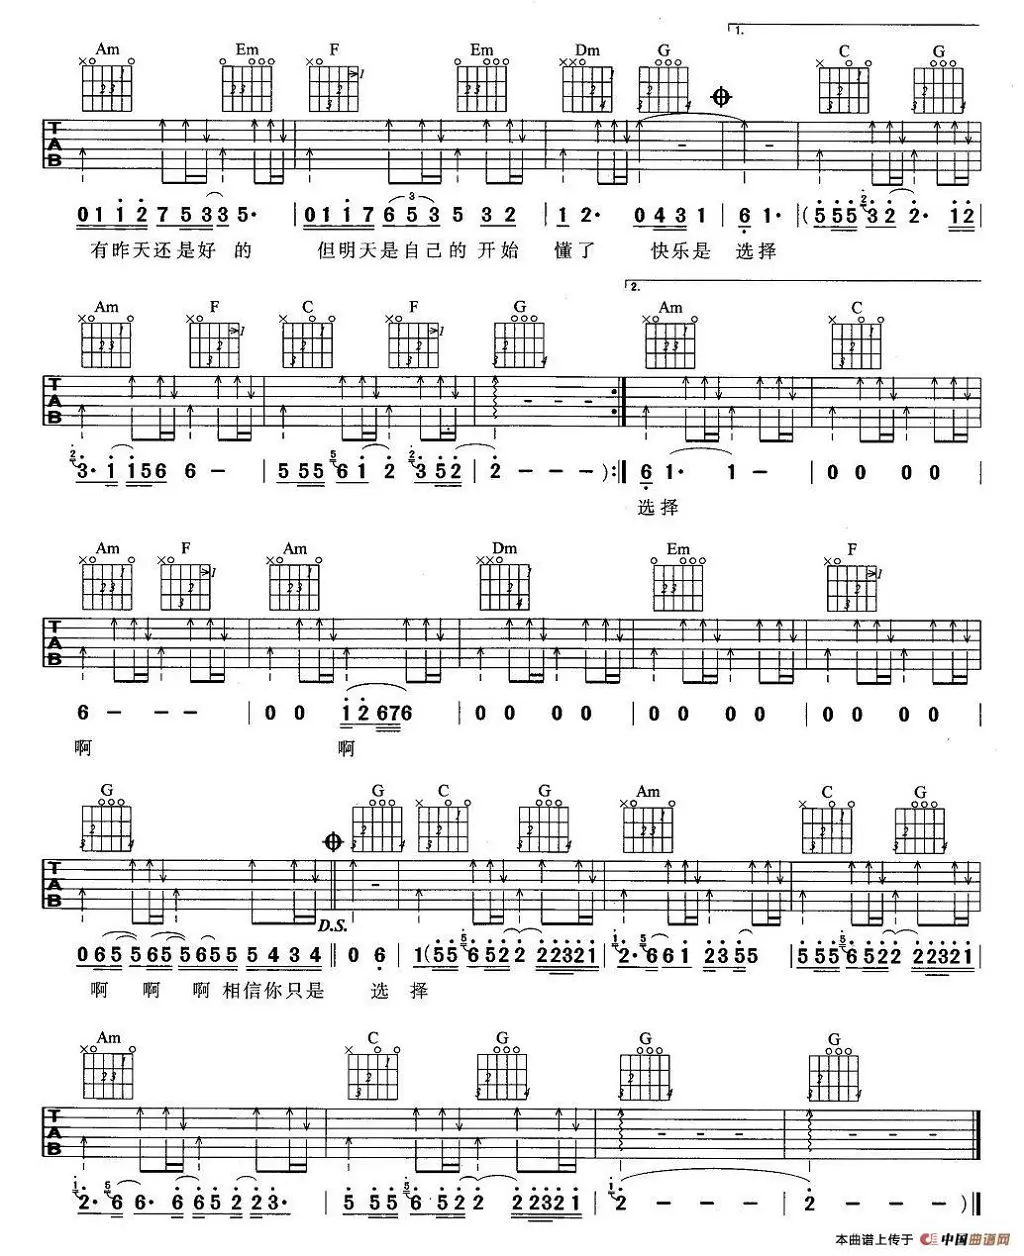 1.
Am Em F Em Dm G C G
TAB
0 1 1 2 7 5 3 3 5· | 0 1 1 7 6 5 3 5 3 2 | 1 2· 0 4 3 1 | 6 1· |( 5 5 5 3 2 2· 1 2
3
有昨天还是好 的 但明天是自己的 开始 懂了 快乐是 选择
2.
Am F C F G Am C
TAB
3· 1 1 5 6 6 – | 5 5 5 6 1 2 3 5 2 | 2 – – – ):| 6 1· 1 – | 0 0 0 0 |
选择
Am F Am Dm Em F
TAB
6 – – – | 0 0 1 2 6 7 6 | 0 0 0 0 | 0 0 0 0 | 0 0 0 0 |
啊 啊
G G C G Am C G
TAB
D.S.
0 6 5 5 6 5 5 6 5 5 5 4 3 4 || 0 6 | 1 ( 5 5 6 5 2 2 2 2 3 2 1 | 2· 6 6 1 2 3 5 5 | 5 5 5 6 5 2 2 2 2 3 2 1 |
啊 啊 啊 相信你只是 选 择
Am C G G G
TAB
2· 6 6· 6 6 5 2 2 3· | 5 5 5 6 5 2 2 2 2 3 2 1 | 2 – – – | 2 – – – )||
本曲谱上传于 中国曲谱网